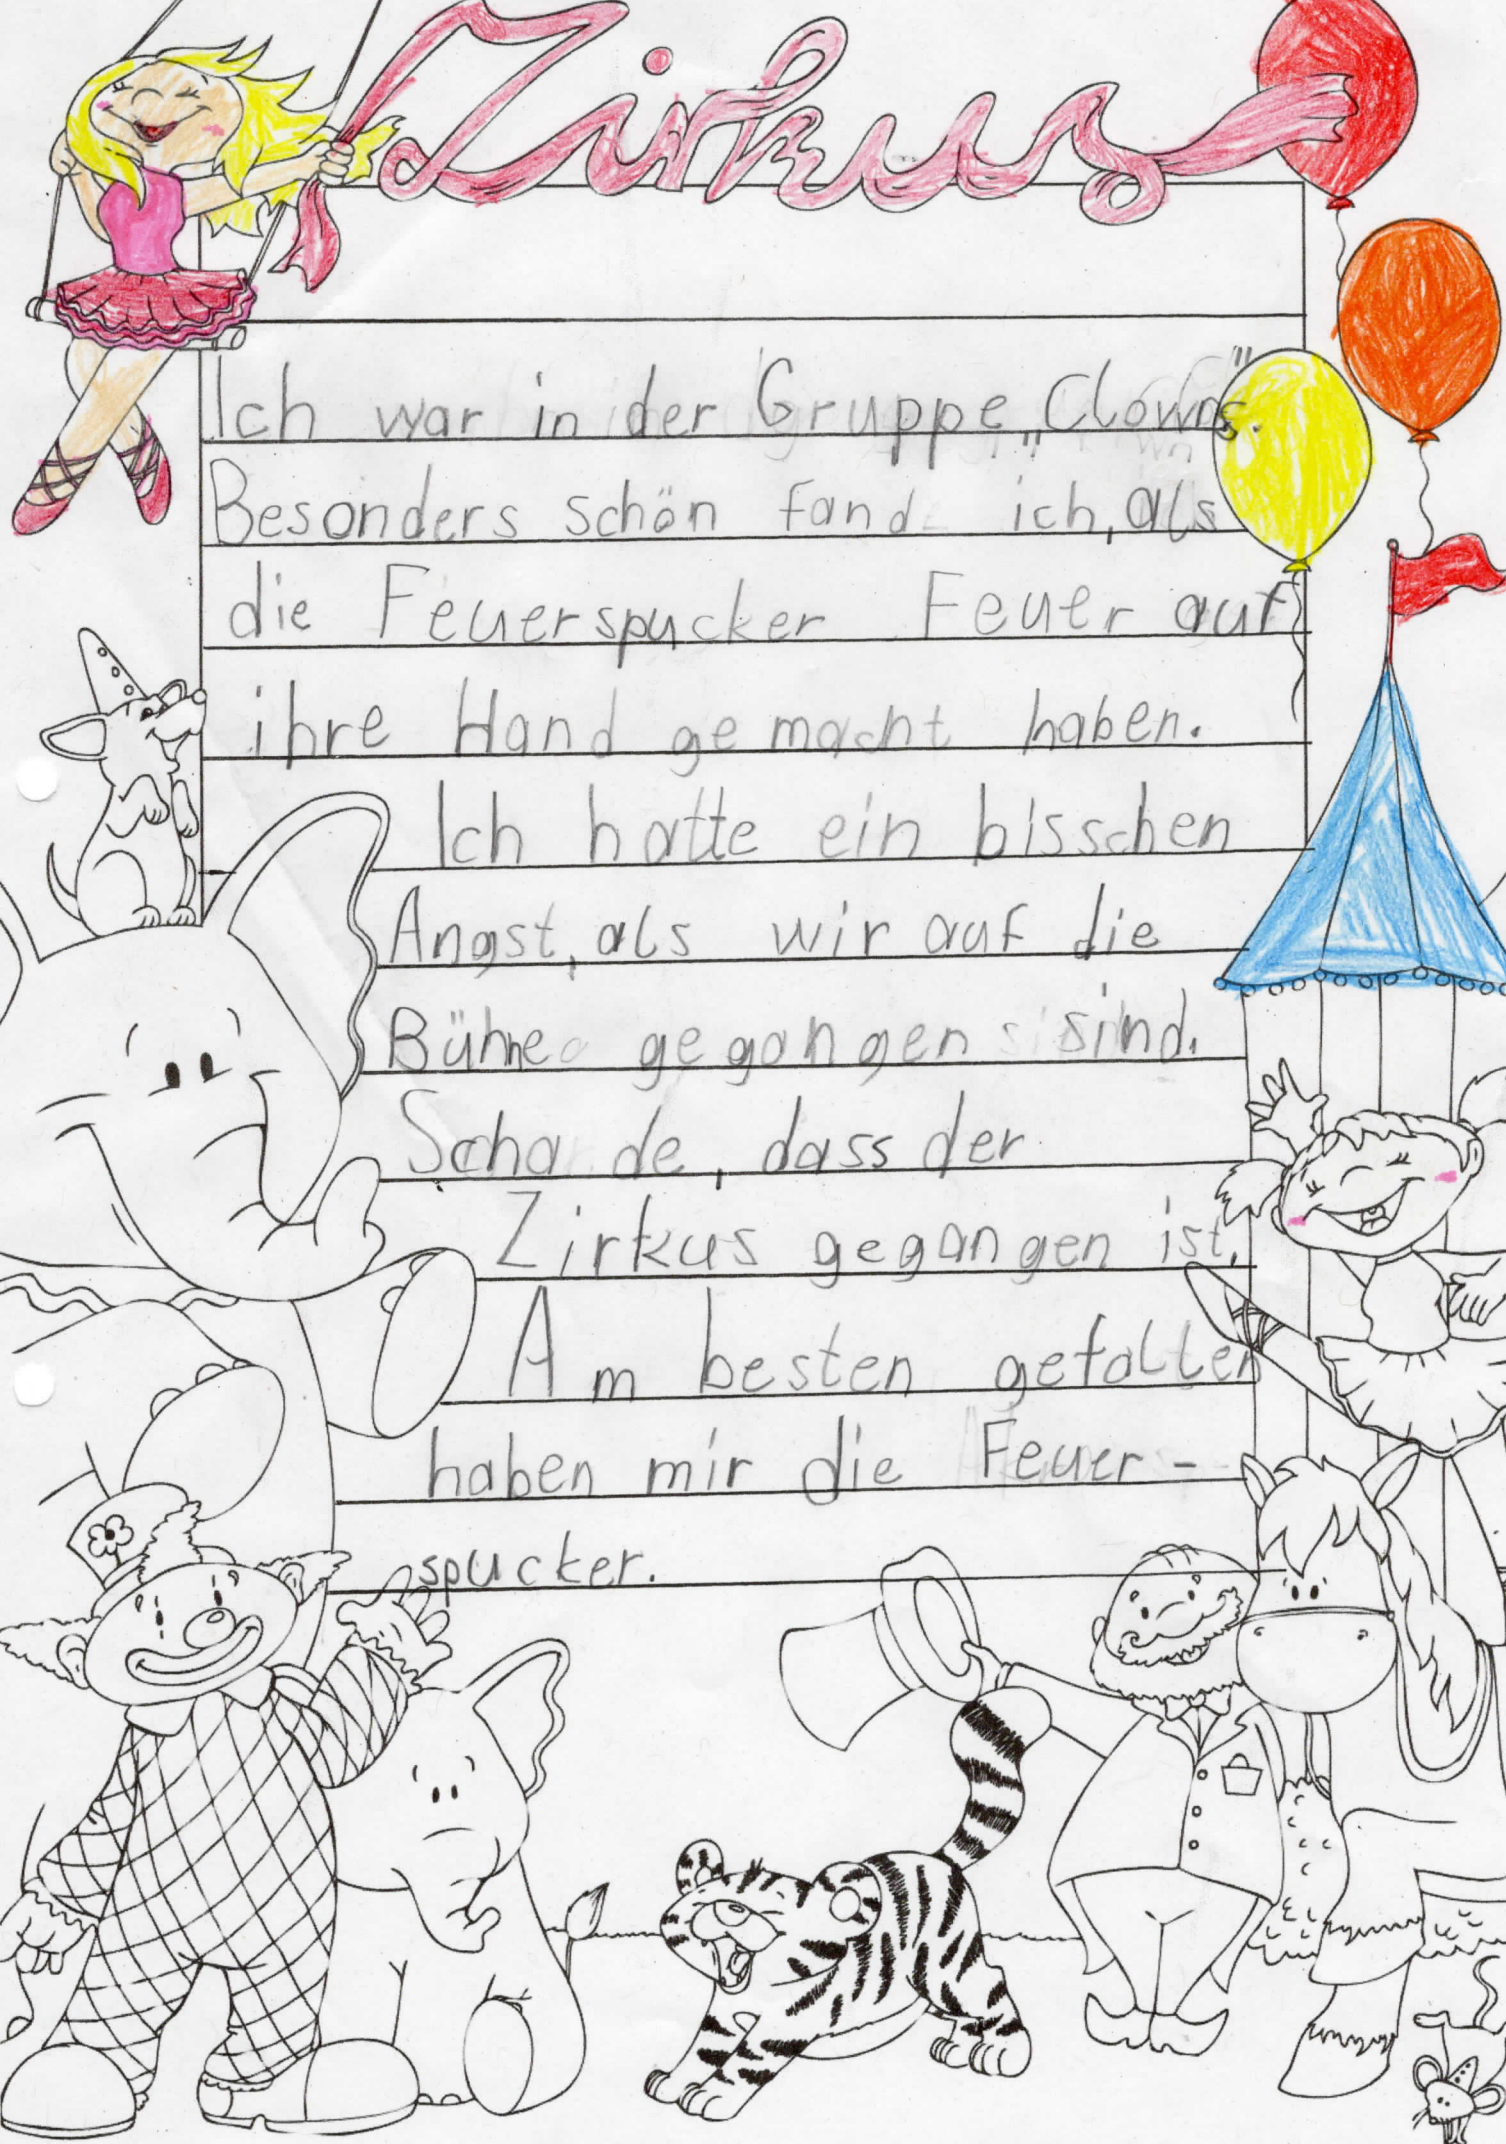 Zirkus
Ich war in der Gruppe „Clowns".
Besonders schön fand ich, als
die Feuerspucker Feuer auf
ihre Hand gemacht haben.
Ich hatte ein bisschen
Angst, als wir auf die
Bühne gegangen sind.
Schade, dass der
Zirkus gegangen ist.
Am besten gefallen
haben mir die Feuer-
spucker.